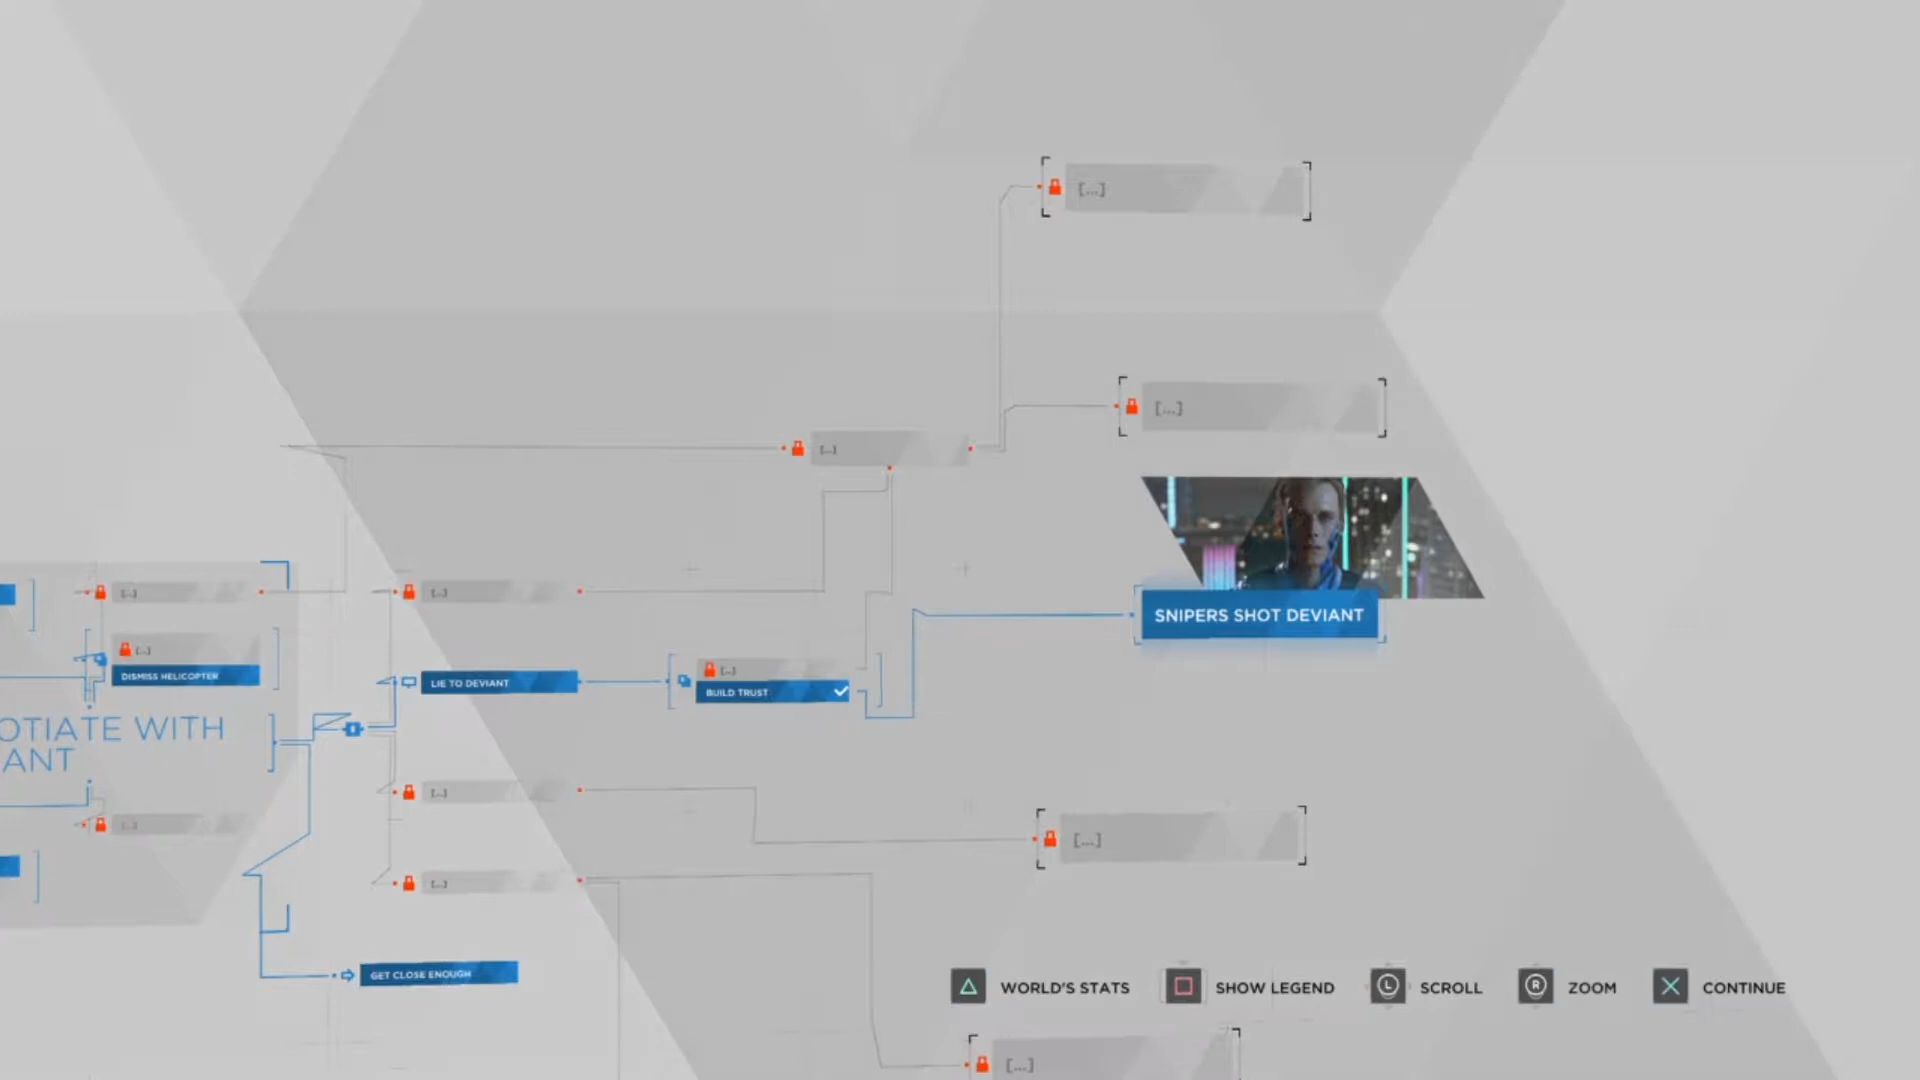 [...]
[...]
[...]
[...]
[...]
[...]
DISMISS HELICOPTER
LIE TO DEVIANT
[...]
BUILD TRUST
SNIPERS SHOT DEVIANT
OTIATE WITH
ANT
[...]
[...]
[...]
[...]
GET CLOSE ENOUGH
WORLD'S STATS
SHOW LEGEND
L
SCROLL
R
ZOOM
CONTINUE
[...]